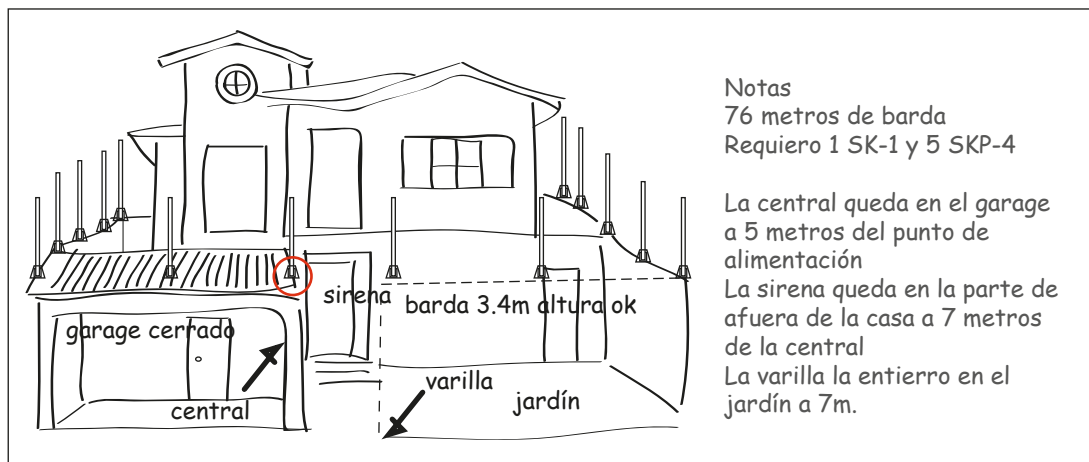 sirena
barda 3.4m altura ok
garage cerrado
varilla
central
jardín
Notas
76 metros de barda
Requiero 1 SK-1 y 5 SKP-4
La central queda en el garage
a 5 metros del punto de
alimentación
La sirena queda en la parte de
afuera de la casa a 7 metros
de la central
La varilla la entierro en el
jardín a 7m.